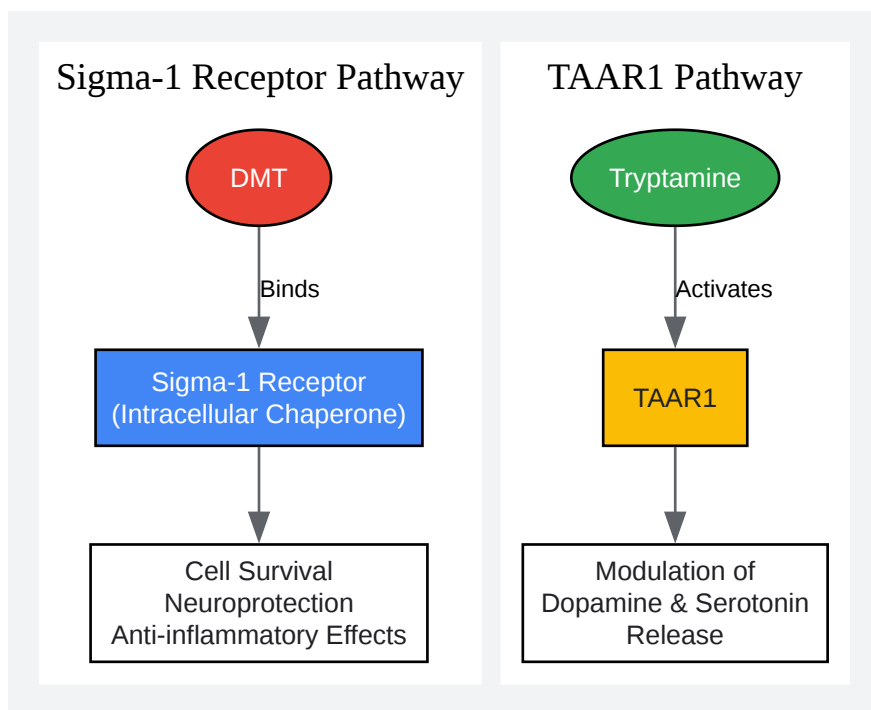 Sigma-1 Receptor Pathway
DMT
Binds
Sigma-1 Receptor
(Intracellular Chaperone)
Cell Survival
Neuroprotection
Anti-inflammatory Effects
TAAR1 Pathway
Tryptamine
Activates
TAAR1
Modulation of
Dopamine & Serotonin
Release